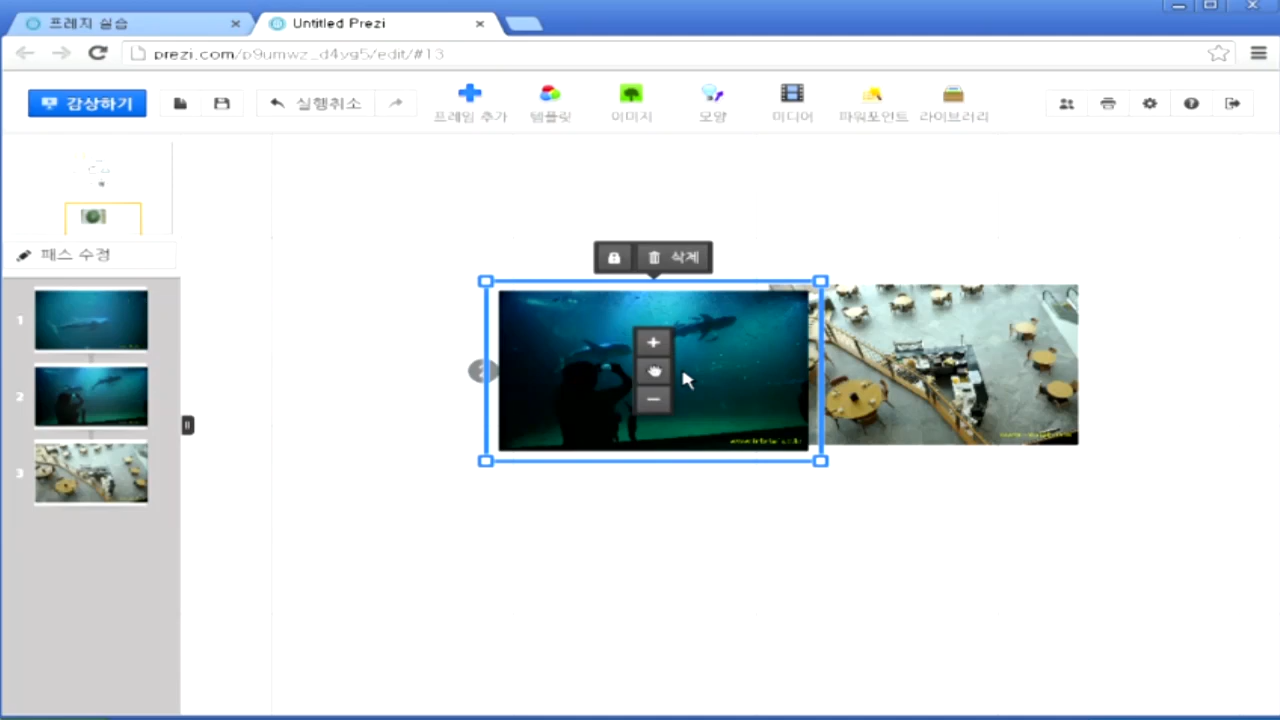 프레지 실습
Untitled Prezi
prezi.com/p9umwz_d4yg5/edit/#13
감상하기
실행취소
프레임 추가
템플릿
이미지
모양
미디어
파워포인트
라이브러리
패스 수정
삭제
1
2
3